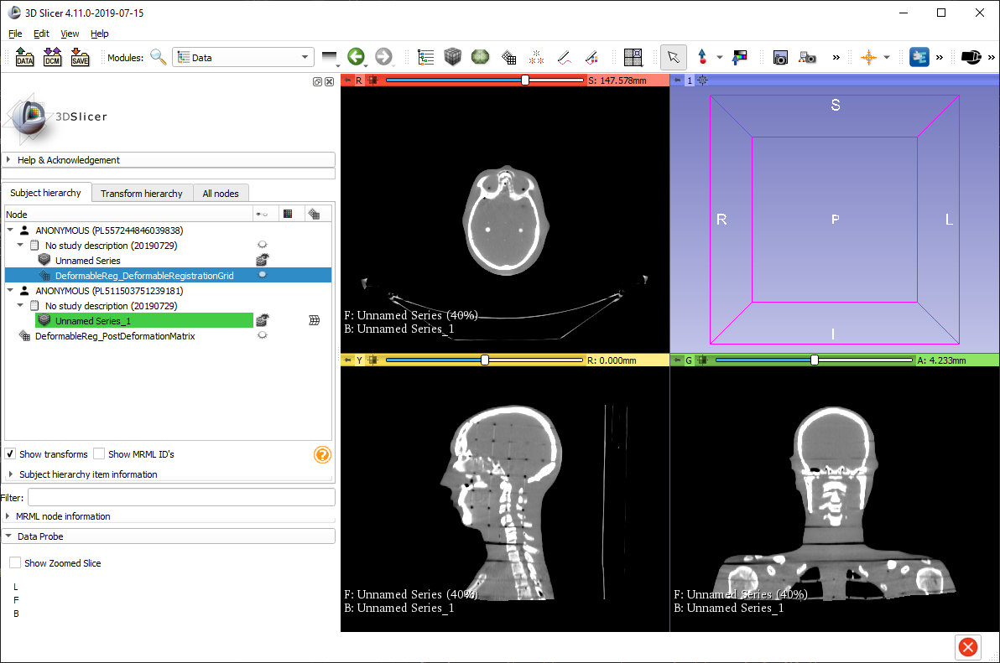 3D Slicer 4.11.0-2019-07-15
File Edit View Help
DATA DCM SAVE Modules: Data
R S: 147.578mm 1
3DSlicer
Help & Acknowledgement
Subject hierarchy Transform hierarchy All nodes
Node
ANONYMOUS (PL557244846039838)
No study description (20190729)
Unnamed Series
DeformableReg_DeformableRegistrationGrid
ANONYMOUS (PL511503751239181)
No study description (20190729)
Unnamed Series_1
DeformableReg_PostDeformationMatrix
Show transforms Show MRML ID's
Subject hierarchy item information
Filter:
MRML node information
Data Probe
Show Zoomed Slice
L
F
B
F: Unnamed Series (40%)
B: Unnamed Series_1
S
R P L
I
Y R: 0.000mm
F: Unnamed Series (40%)
B: Unnamed Series_1
G A: 4.233mm
F: Unnamed Series (40%)
B: Unnamed Series_1